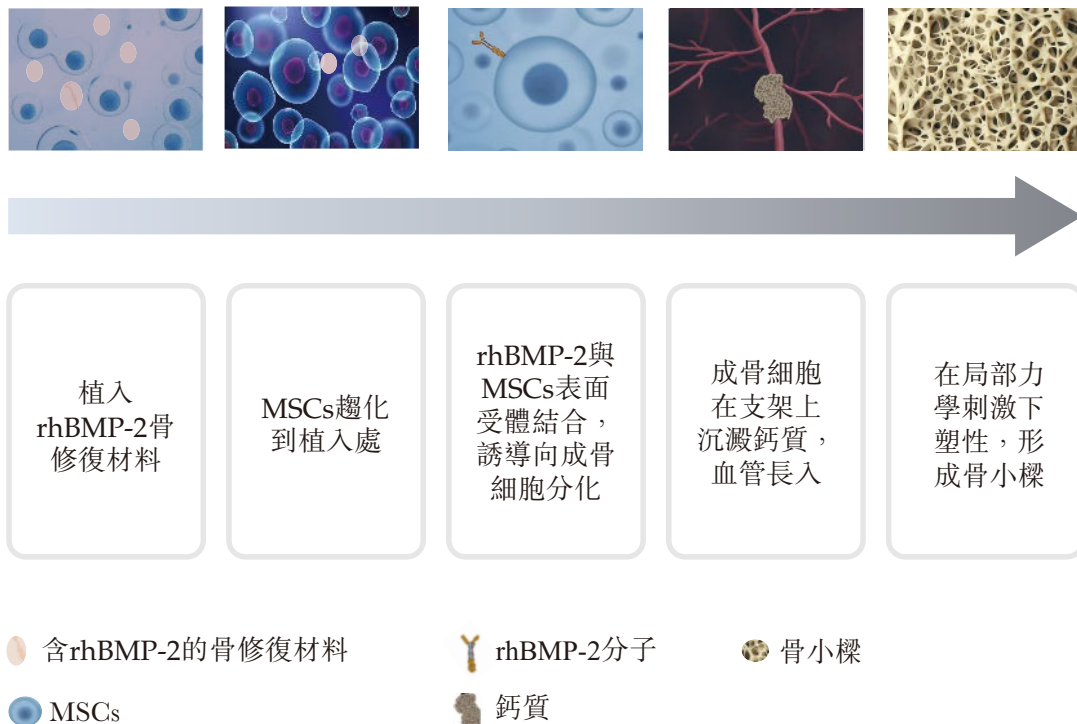 植入
rhBMP-2骨
修復材料
MSCs趨化
到植入處
rhBMP-2與
MSCs表面
受體結合，
誘導向成骨
細胞分化
成骨細胞
在支架上
沉澱鈣質，
血管長入
在局部力
學刺激下
塑性，形
成骨小樑
含rhBMP-2的骨修復材料
rhBMP-2分子
骨小樑
MSCs
鈣質